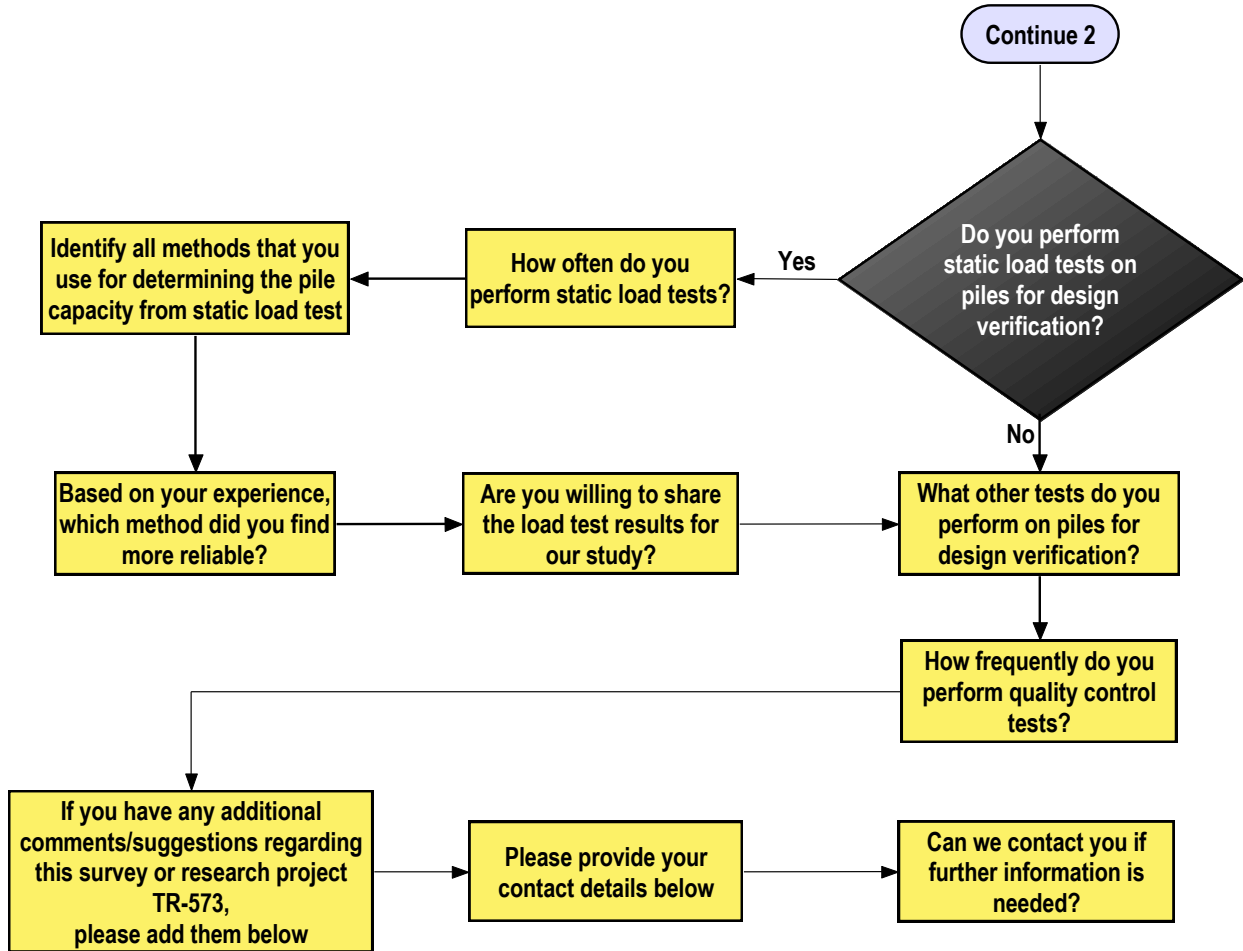 Continue 2
Do you perform
static load tests on
piles for design
verification?
Yes
How often do you
perform static load tests?
Identify all methods that you
use for determining the pile
capacity from static load test
No
Based on your experience,
which method did you find
more reliable?
Are you willing to share
the load test results for
our study?
What other tests do you
perform on piles for
design verification?
How frequently do you
perform quality control
tests?
If you have any additional
comments/suggestions regarding
this survey or research project
TR-573,
please add them below
Please provide your
contact details below
Can we contact you if
further information is
needed?